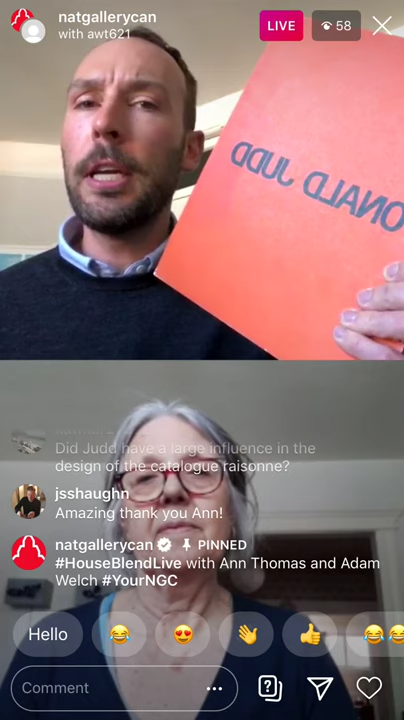 natgallerycan
with awt621
LIVE
58
DONALD JUDD
Did Judd have a large influence in the
design of the catalogue raisonne?
jsshaughn
Amazing thank you Ann!
natgallerycan PINNED
#HouseBlendLive with Ann Thomas and Adam
Welch #YourNGC
Hello
Comment